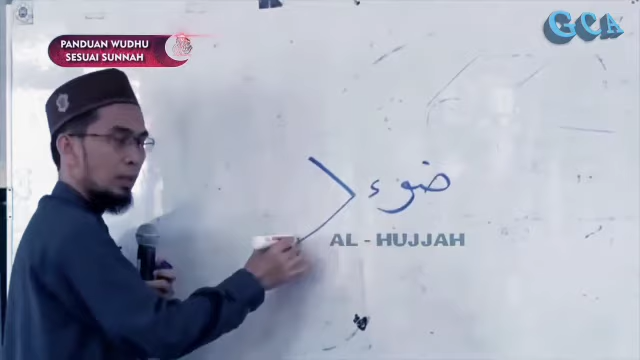 PANDUAN WUDHU
SESUAI SUNNAH
GCA
ضوء
AL - HUJJAH